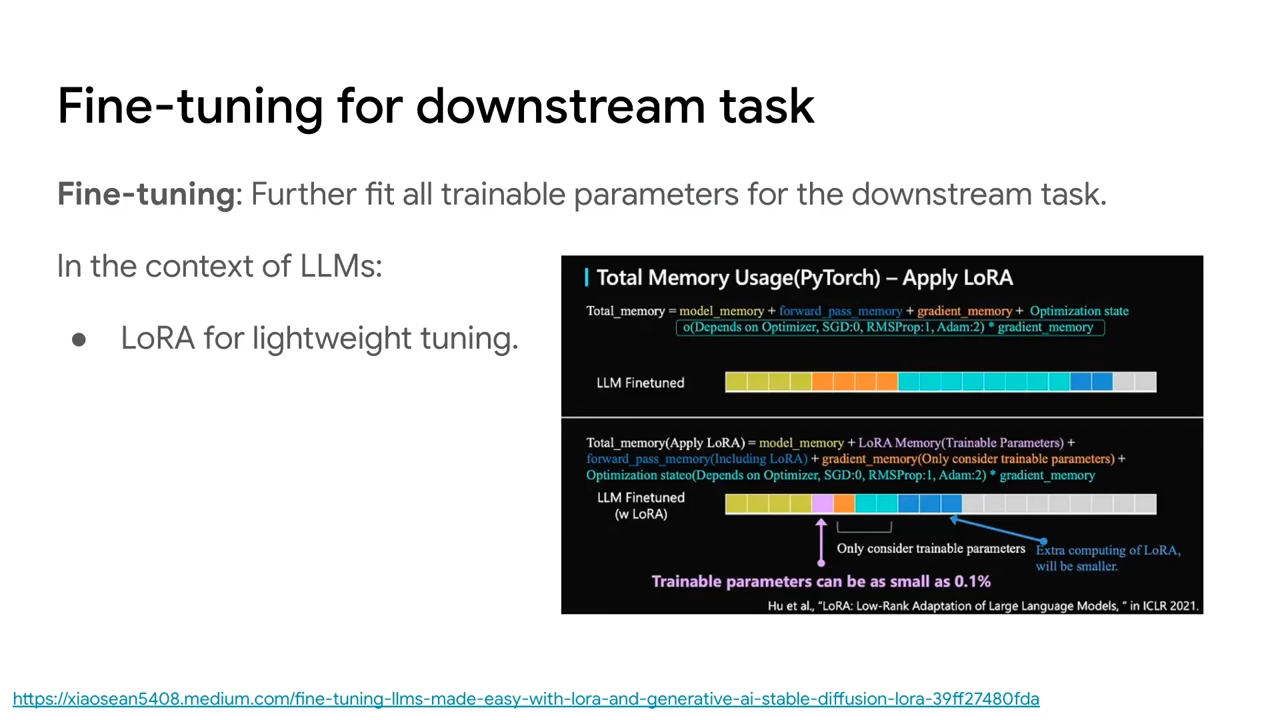 Fine-tuning for downstream task
Fine-tuning: Further fit all trainable parameters for the downstream task.
In the context of LLMs:
● LoRA for lightweight tuning.
Total Memory Usage(PyTorch) – Apply LoRA
Total_memory = model_memory + forward_pass_memory + gradient_memory + Optimization state
o(Depends on Optimizer, SGD:0, RMSProp:1, Adam:2) * gradient_memory
LLM Finetuned
Total_memory(Apply LoRA) = model_memory + LoRA Memory(Trainable Parameters) +
forward_pass_memory(Including LoRA) + gradient_memory(Only consider trainable parameters) +
Optimization stateo(Depends on Optimizer, SGD:0, RMSProp:1, Adam:2) * gradient_memory
LLM Finetuned
(w LoRA)
Only consider trainable parameters
Extra computing of LoRA,
will be smaller.
Trainable parameters can be as small as 0.1%
Hu et al., “LoRA: Low-Rank Adaptation of Large Language Models, “ in ICLR 2021.
https://xiaosean5408.medium.com/fine-tuning-llms-made-easy-with-lora-and-generative-ai-stable-diffusion-lora-39ff27480fda